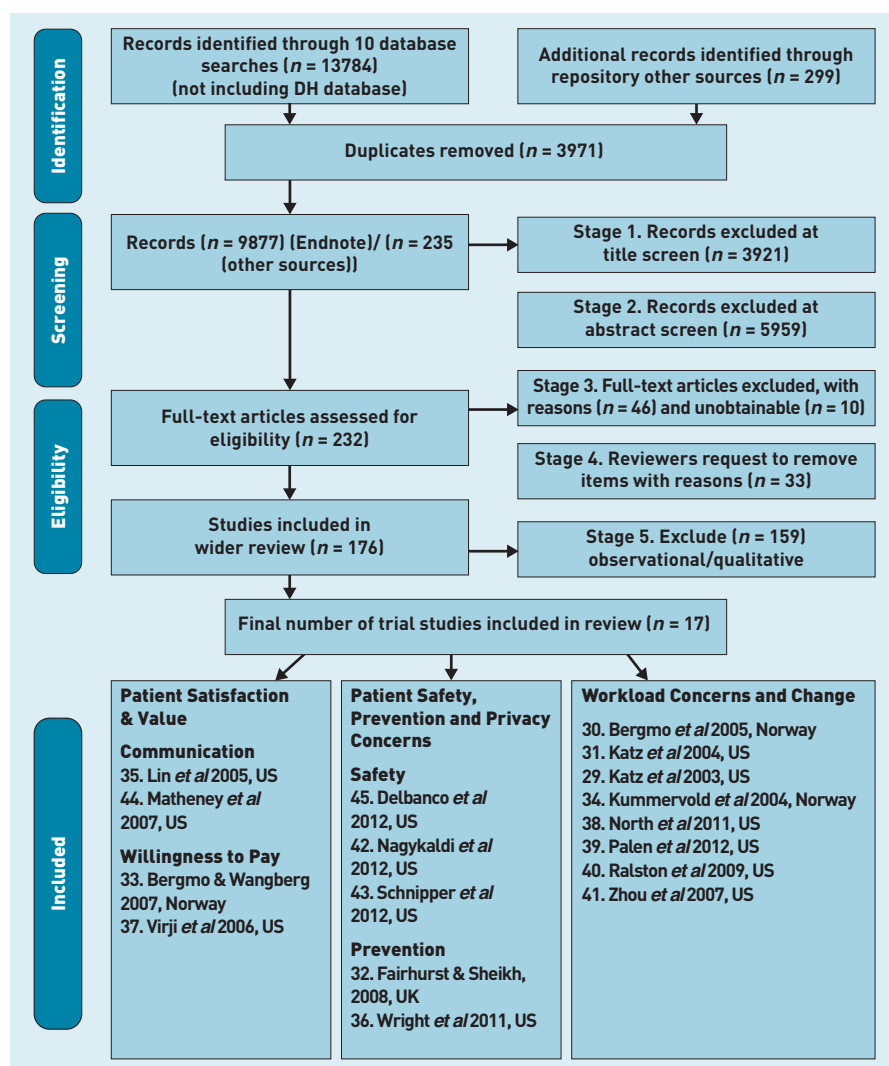 Identification
Records identified through 10 database
searches (n = 13784)
(not including DH database)
Additional records identified through
repository other sources (n = 299)
Duplicates removed (n = 3971)
Screening
Records (n = 9877) (Endnote)/ (n = 235
(other sources))
Stage 1. Records excluded at
title screen (n = 3921)
Stage 2. Records excluded at
abstract screen (n = 5959)
Eligibility
Full-text articles assessed for
eligibility (n = 232)
Stage 3. Full-text articles excluded, with
reasons (n = 46) and unobtainable (n = 10)
Stage 4. Reviewers request to remove
items with reasons (n = 33)
Studies included in
wider review (n = 176)
Stage 5. Exclude (n = 159)
observational/qualitative
Final number of trial studies included in review (n = 17)
Included
Patient Satisfaction
& Value
Communication
35. Lin et al 2005, US
44. Matheney et al
2007, US
Willingness to Pay
33. Bergmo & Wangberg
2007, Norway
37. Virji et al 2006, US
Patient Safety,
Prevention and Privacy
Concerns
Safety
45. Delbanco et al
2012, US
42. Nagykaldi et al
2012, US
43. Schnipper et al
2012, US
Prevention
32. Fairhurst & Sheikh,
2008, UK
36. Wright et al 2011, US
Workload Concerns and Change
30. Bergmo et al 2005, Norway
31. Katz et al 2004, US
29. Katz et al 2003, US
34. Kummervold et al 2004, Norway
38. North et al 2011, US
39. Palen et al 2012, US
40. Ralston et al 2009, US
41. Zhou et al 2007, US